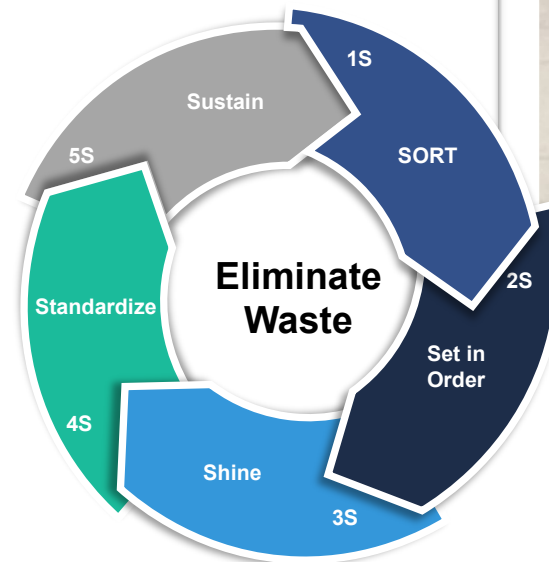 1S
SORT
2S
Set in
Order
3S
Shine
4S
Standardize
5S
Sustain
Eliminate
Waste